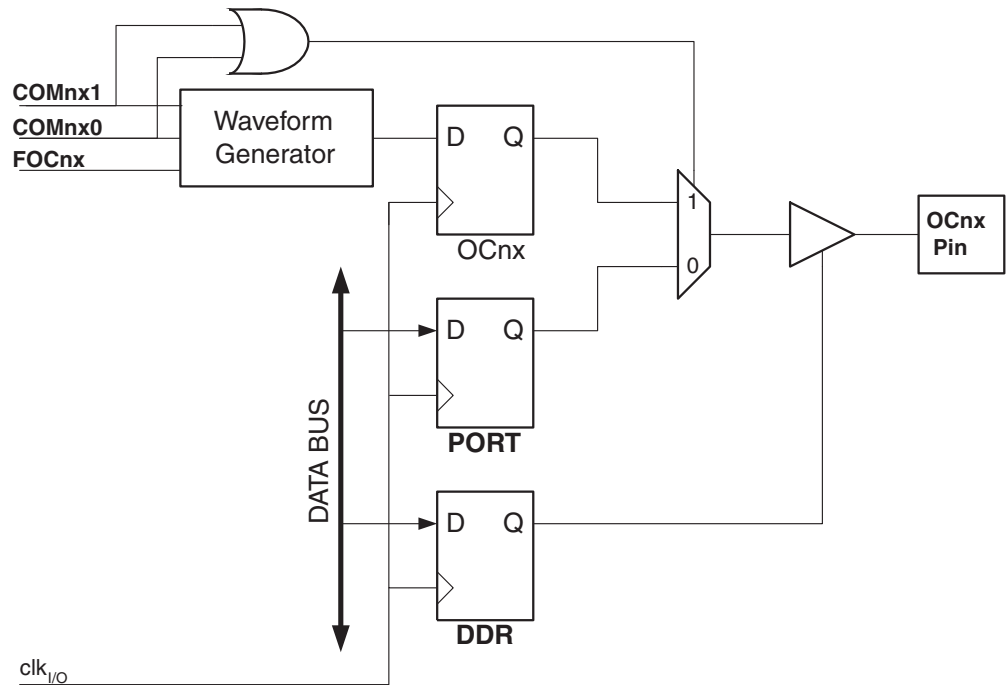 COMnx1
COMnx0
FOCnx
Waveform
Generator
D Q
OCnx
1
0
OCnx
Pin
D Q
PORT
DATA BUS
D Q
DDR
clkI/O